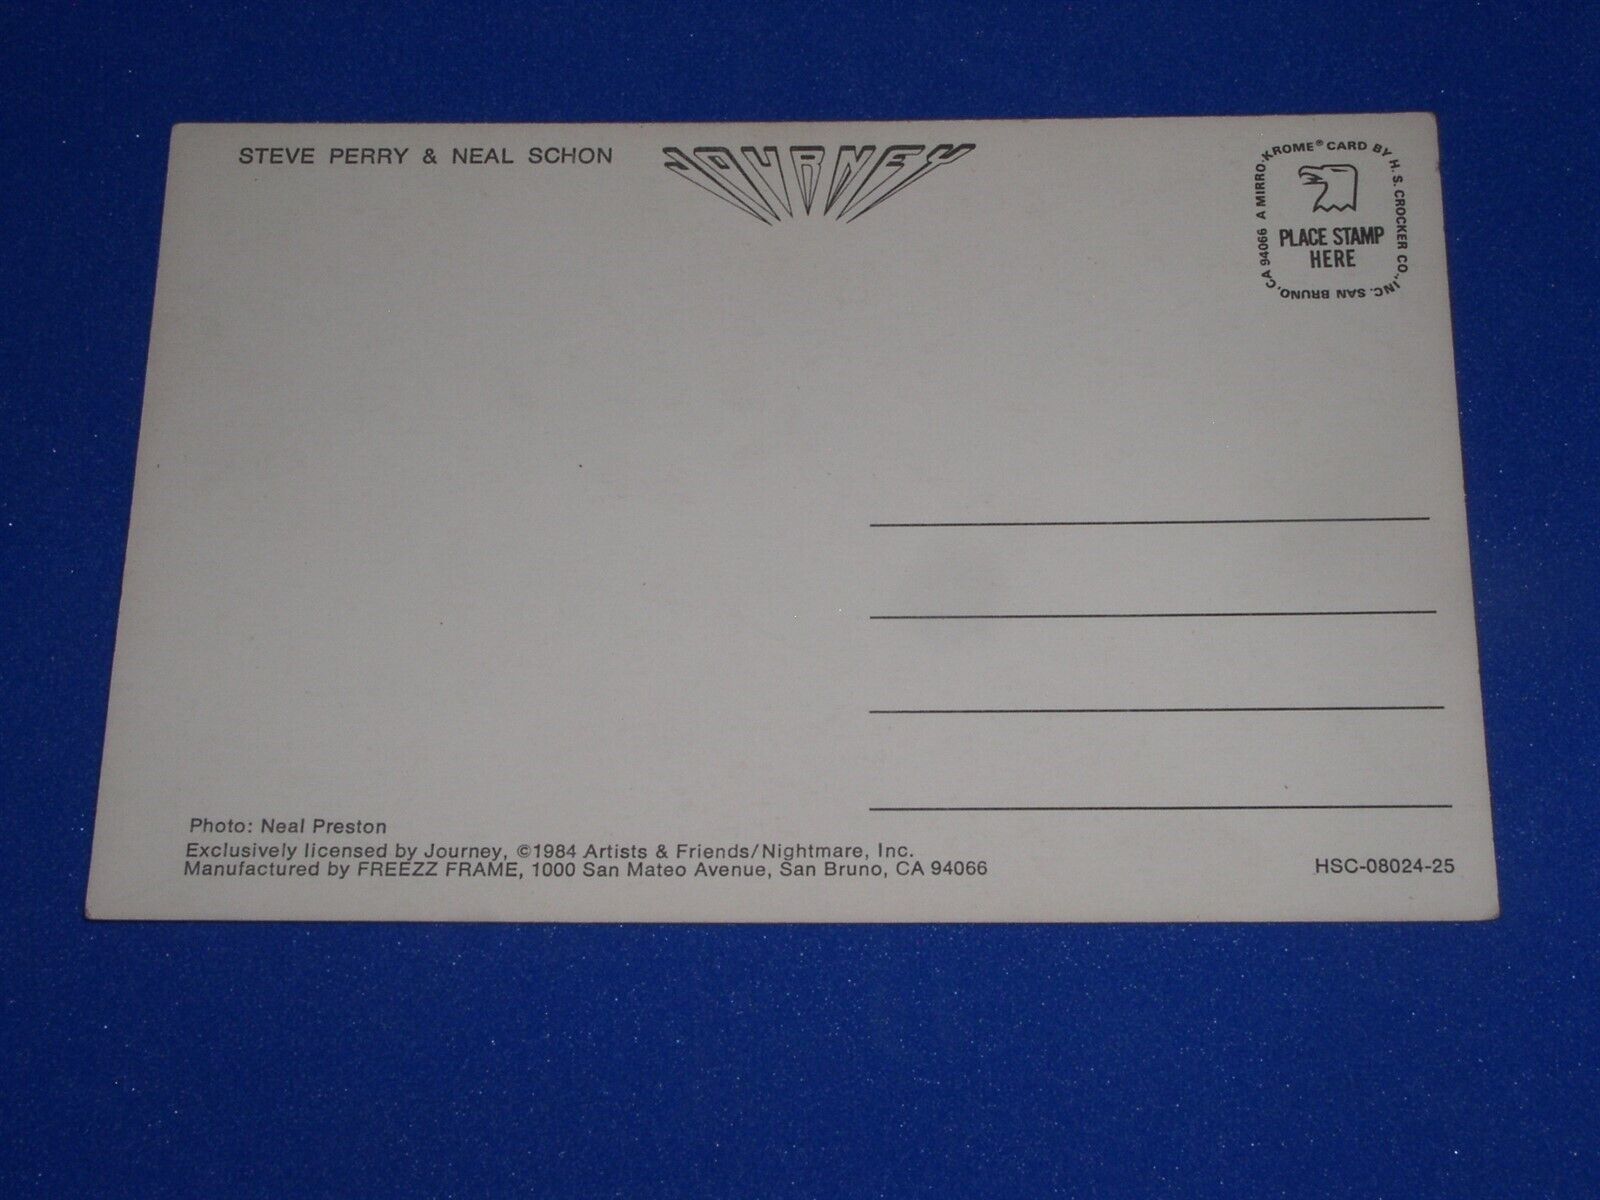 STEVE PERRY & NEAL SCHON
JOURNEY
A MIRRO-KROME® CARD BY H. S. CROCKER CO., INC. SAN BRUNO, CA 94066
PLACE STAMP
HERE
Photo: Neal Preston
Exclusively licensed by Journey, ©1984 Artists & Friends/Nightmare, Inc.
Manufactured by FREEZZ FRAME, 1000 San Mateo Avenue, San Bruno, CA 94066
HSC-08024-25